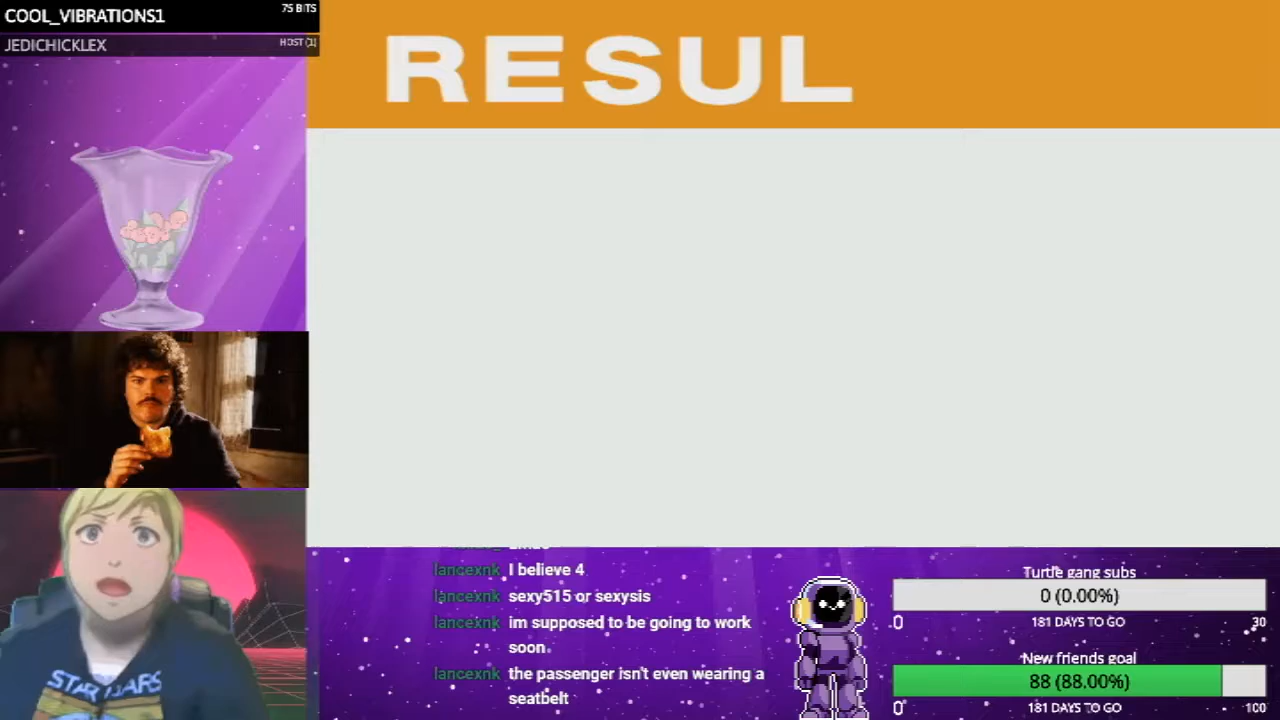 COOL_VIBRATIONS1 75 BITS
JEDICHICKLEX HOST (1)
RESUL
lancexnk I believe 4
lancexnk sexy515 or sexysis
lancexnk im supposed to be going to work
soon.
lancexnk the passenger isn't even wearing a
seatbelt
Turtle gang subs
0 (0.00%)
0 181 DAYS TO GO 30
New friends goal
88 (88.00%)
0 181 DAYS TO GO 100
STAR WARS